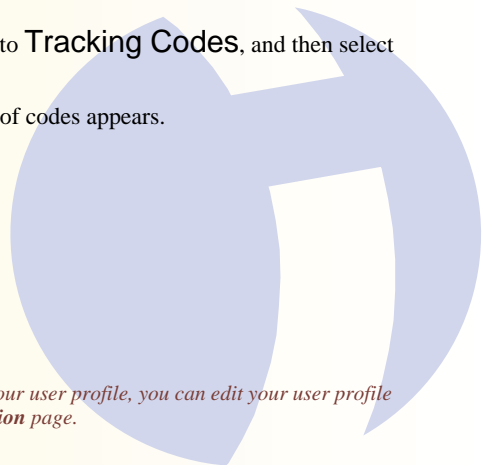 to Tracking Codes, and then select
of codes appears.
our user profile, you can edit your user profile
ion page.